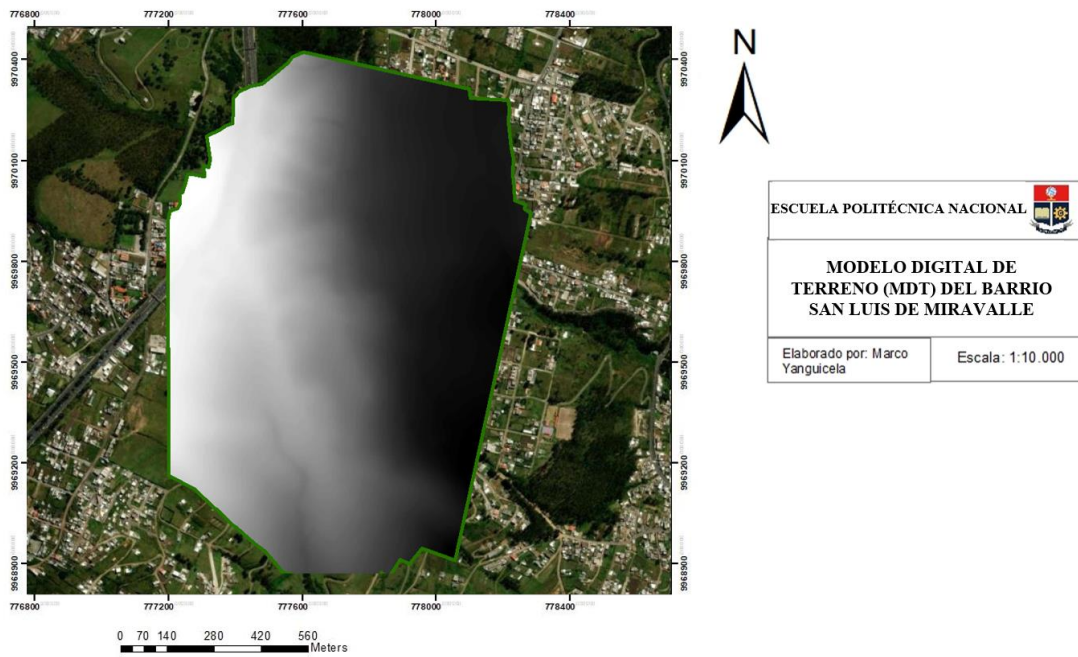 776800 777200 777600 778000 778400
9970400 9970400
9970100 9970100
9969800 9969800
9969500 9969500
9969200 9969200
9968900 9968900
776800 777200 777600 778000 778400
0 70 140 280 420 560
Meters
N
ESCUELA POLITÉCNICA NACIONAL
MODELO DIGITAL DE
TERRENO (MDT) DEL BARRIO
SAN LUIS DE MIRAVALLE
Elaborado por: Marco
Yanguicela
Escala: 1:10.000